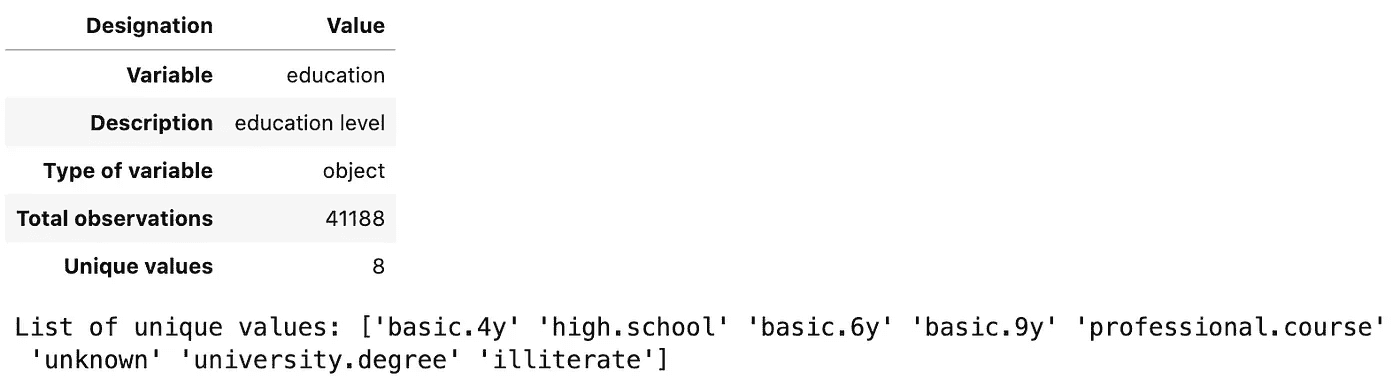 Designation Value
Variable education
Description education level
Type of variable object
Total observations 41188
Unique values 8
List of unique values: ['basic.4y' 'high.school' 'basic.6y' 'basic.9y' 'professional.course'
'unknown' 'university.degree' 'illiterate']